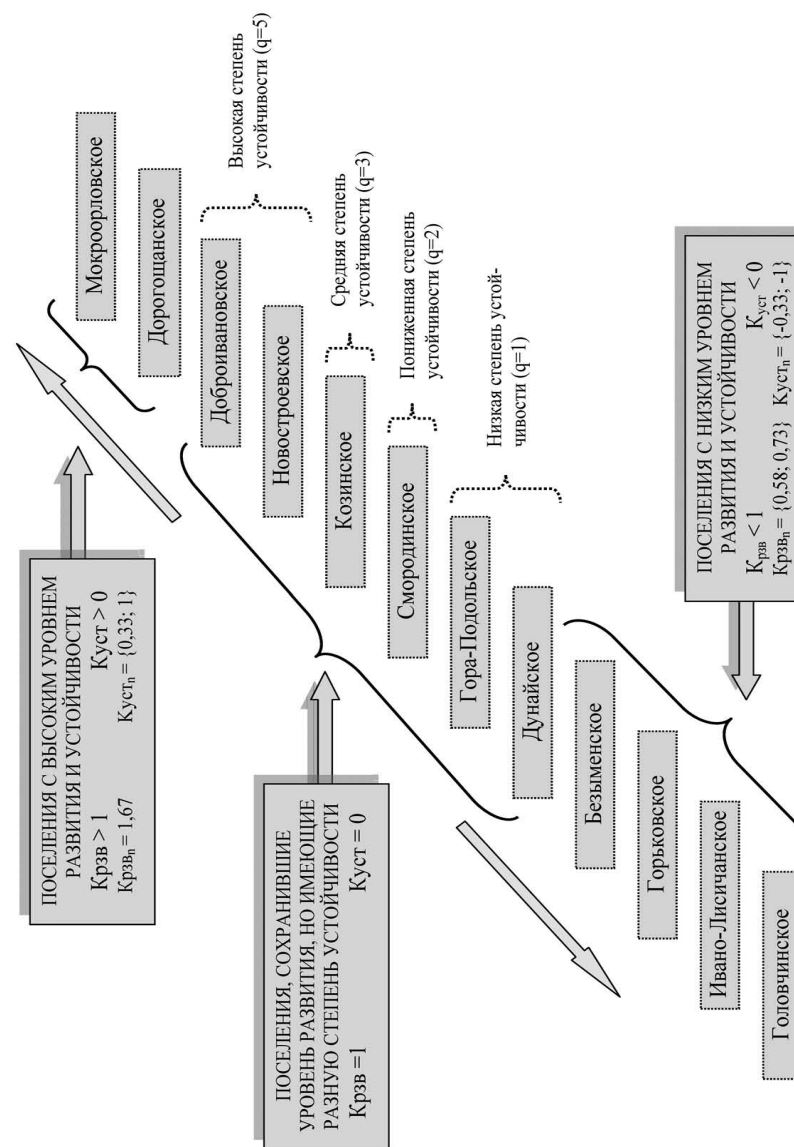 ПОСЕЛЕНИЯ С ВЫСОКИМ УРОВНЕМ
РАЗВИТИЯ И УСТОЙЧИВОСТИ
Крзв > 1 Куст > 0
Крзвn = 1,67 Кустn = {0,33; 1}
ПОСЕЛЕНИЯ, СОХРАНИВШИЕ
УРОВЕНЬ РАЗВИТИЯ, НО ИМЕЮЩИЕ
РАЗНУЮ СТЕПЕНЬ УСТОЙЧИВОСТИ
Крзв =1 Куст = 0
Мокроорловское
Дорогощанское
Доброивановское
Новостроевское
Козинское
Смородинское
Гора-Подольское
Дунайское
Безыменское
Горьковское
Ивано-Лисичанское
Головчинское
Высокая степень
устойчивости (q=5)
Средняя степень
устойчивости (q=3)
Пониженная степень
устойчивости (q=2)
Низкая степень устой-
чивости (q=1)
ПОСЕЛЕНИЯ С НИЗКИМ УРОВНЕМ
РАЗВИТИЯ И УСТОЙЧИВОСТИ
Крзв < 1 Куст < 0
Крзвn = {0,58; 0,73} Кустn = {-0,33; -1}